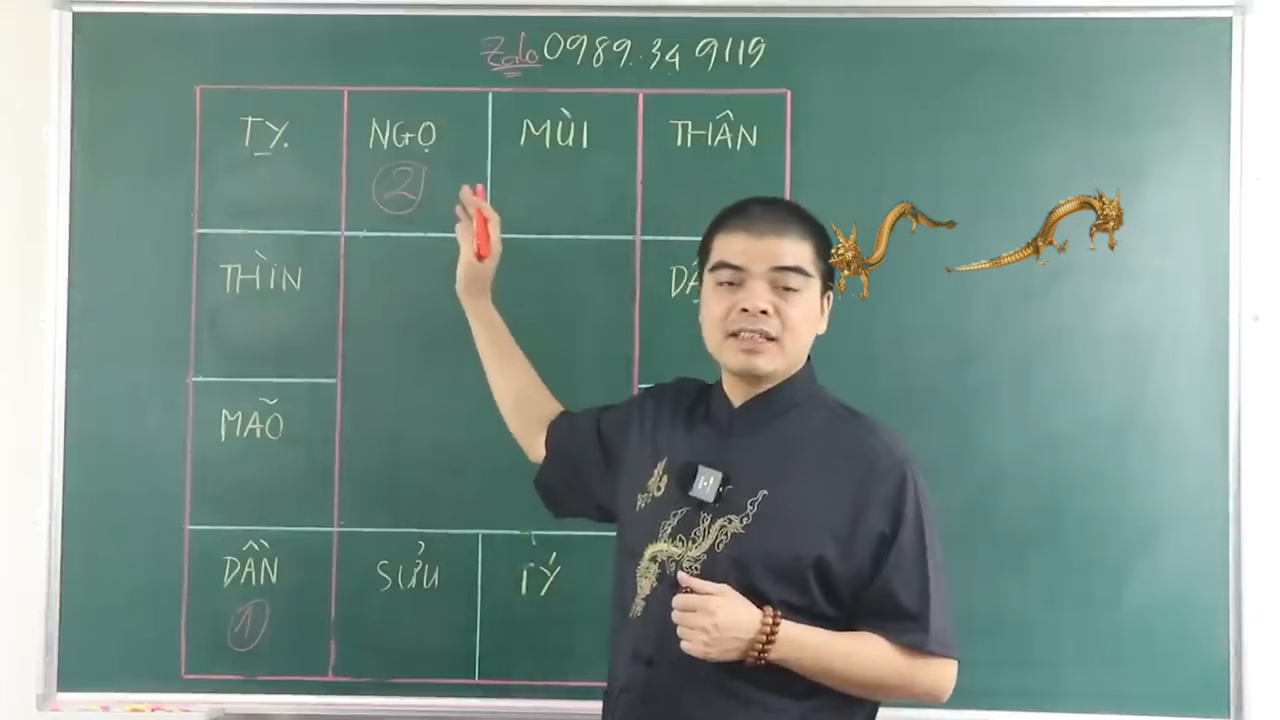 Zalo 0989.34 9119
TỴ. NGỌ MÙI THÂN
②
THÌN
MÃO
DẦN SỬU TÝ
①